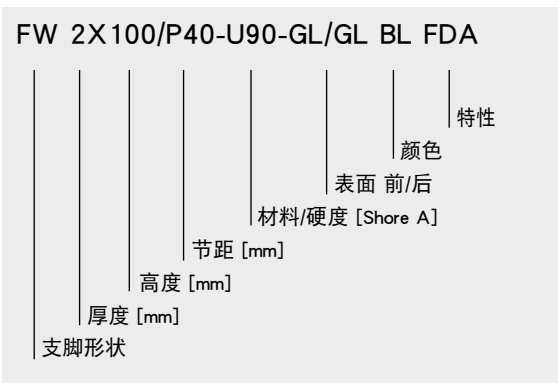 FW 2X100/P40-U90-GL/GL BL FDA
特性
颜色
表面 前/后
材料/硬度 [Shore A]
节距 [mm]
高度 [mm]
厚度 [mm]
支脚形状